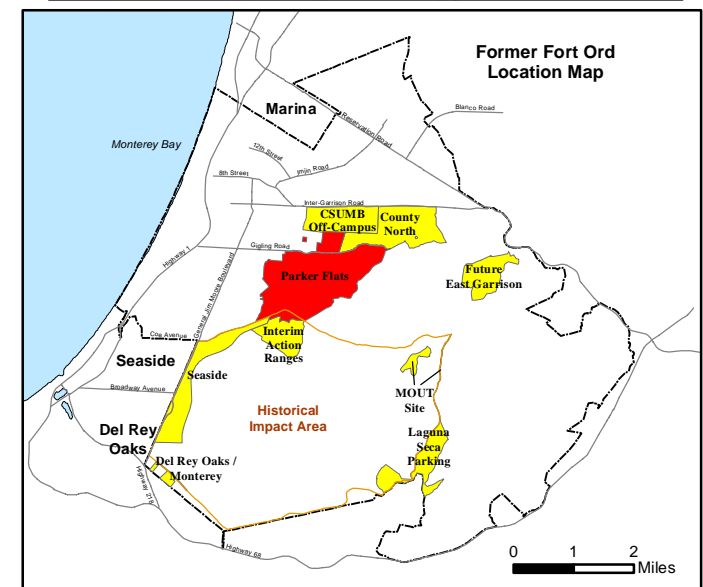 Former Fort Ord
Location Map
Marina
Blanco Road
Reservation Road
Monterey Bay
12th Street
Imjin Road
8th Street
Inter-Garrison Road
CSUMB
Off-Campus
County
North
Gigling Road
Highway 1
General Jim Moore Boulevard
Parker Flats
Future
East Garrison
Coe Avenue
Interim
Action
Ranges
Seaside
Seaside
MOUT
Site
Broadway Avenue
Historical
Impact Area
Del Rey
Oaks
Laguna
Seca
Parking
Del Rey Oaks /
Monterey
Highway 218
Highway 68
0 1 2
Miles